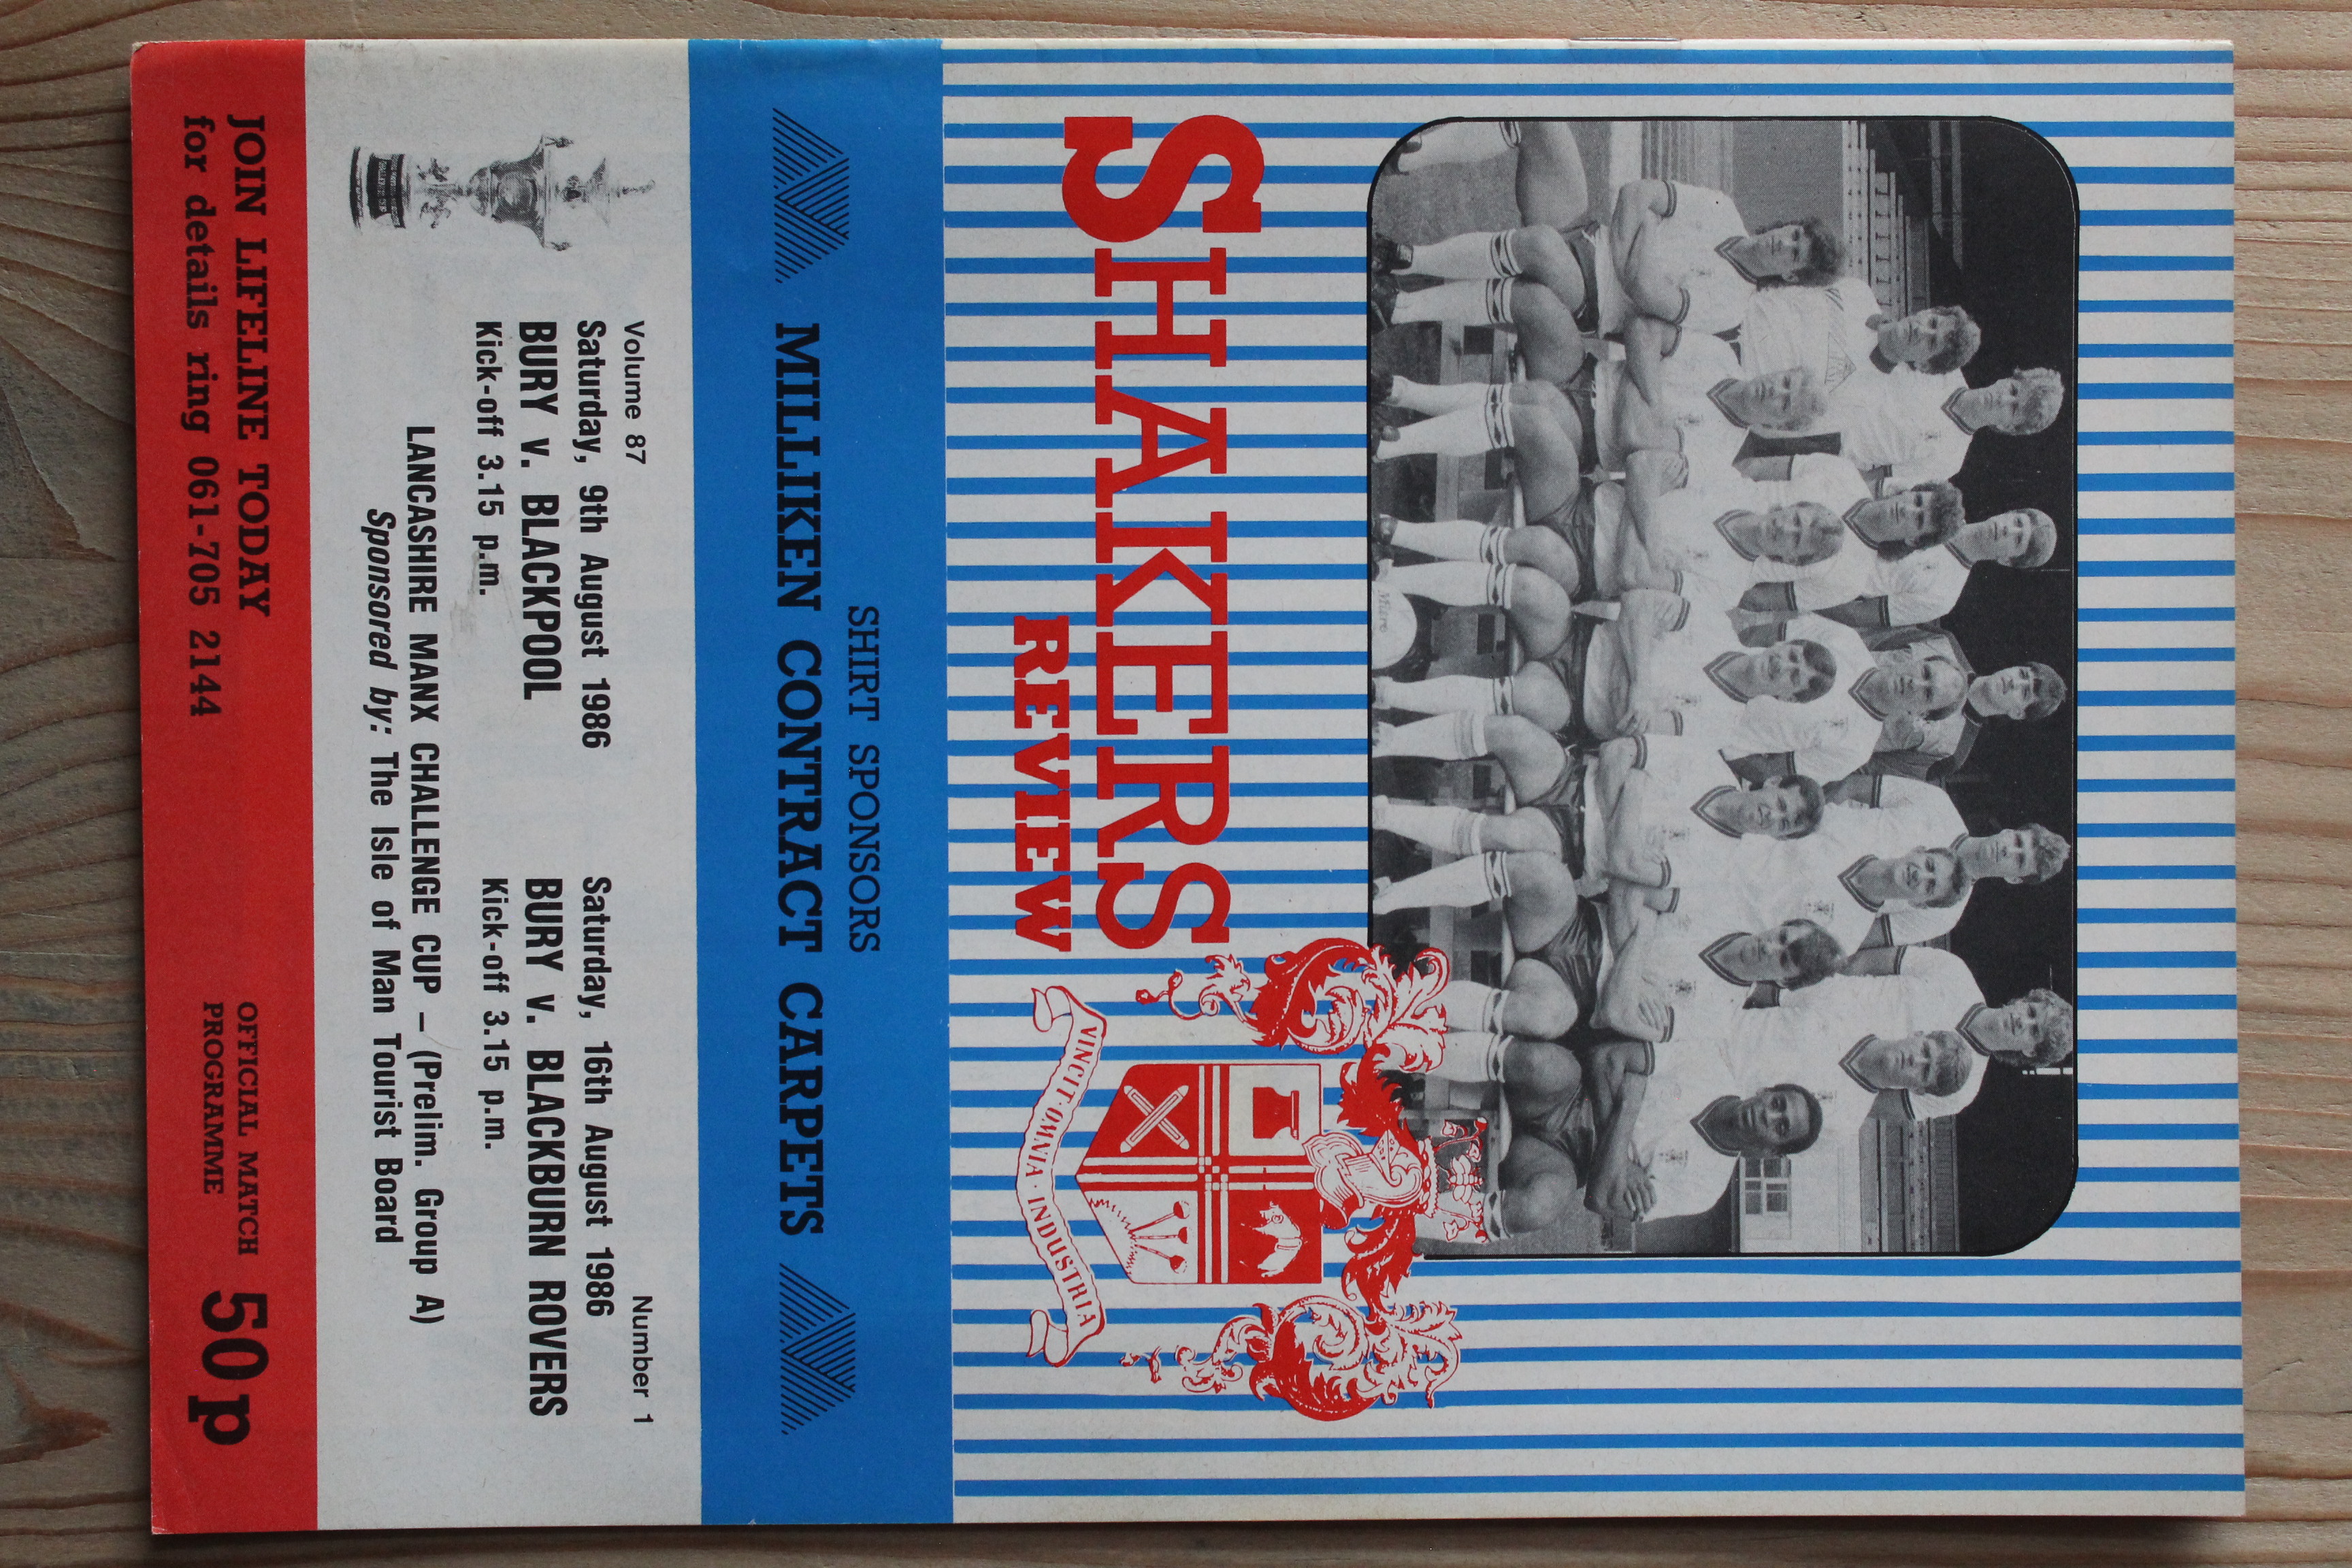 Mitre
SHAKERS
REVIEW
VINCIT · OMNIA · INDUSTRIA
SHIRT SPONSORS
MILLIKEN CONTRACT CARPETS
Volume 87
Number 1
Saturday, 9th August 1986
BURY v. BLACKPOOL
Kick-off 3.15 p.m.
Saturday, 16th August 1986
BURY v. BLACKBURN ROVERS
Kick-off 3.15 p.m.
LANCASHIRE MANX CHALLENGE CUP – (Prelim. Group A)
Sponsored by: The Isle of Man Tourist Board
JOIN LIFELINE TODAY
for details ring 061-705 2144
OFFICIAL MATCH
PROGRAMME
50p